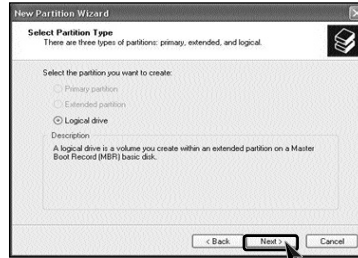 New Partition Wizard
Select Partition Type
There are three types of partitions: primary, extended, and logical.
Select the partition you want to create:
Primary partition
Extended partition
Logical drive
Description
A logical drive is a volume you create within an extended partition on a Master
Boot Record (MBR) basic disk.
< Back Next > Cancel